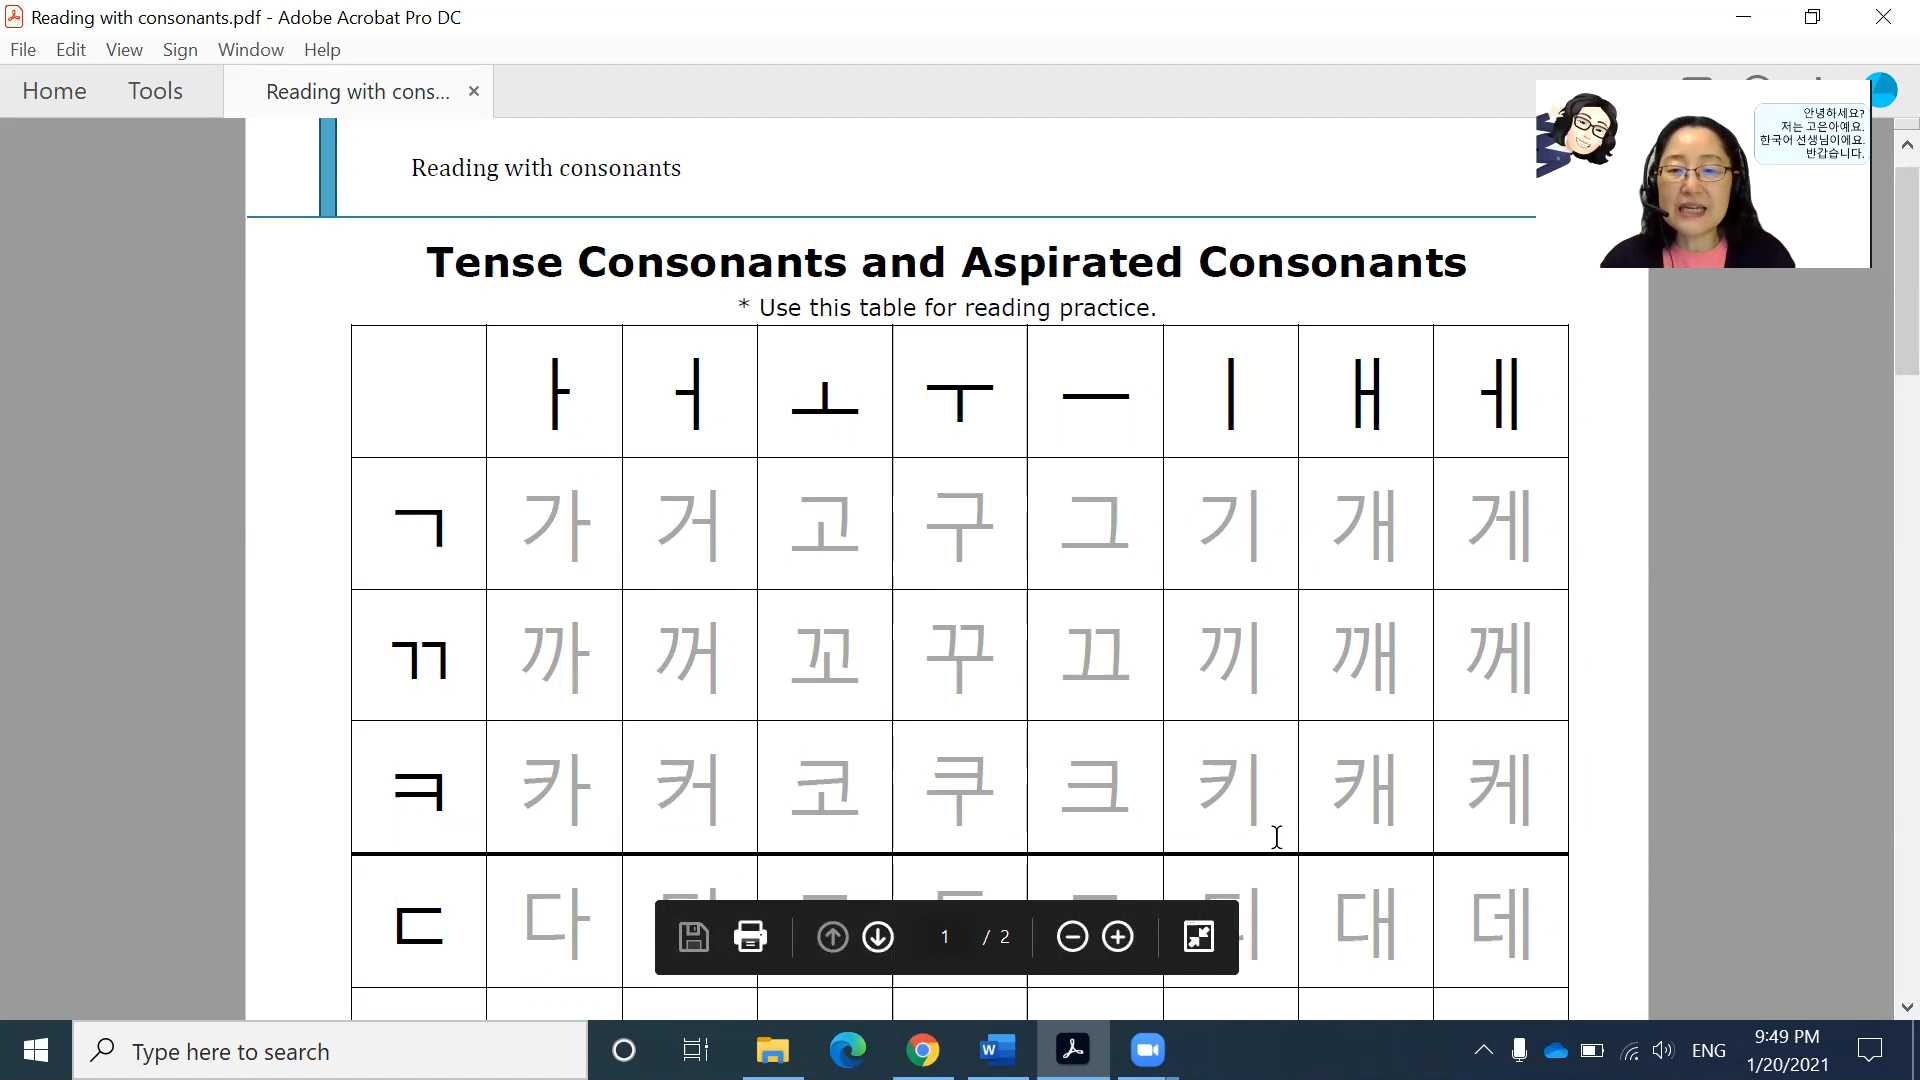 Reading with consonants.pdf - Adobe Acrobat Pro DC
File Edit View Sign Window Help
Home Tools Reading with cons... ×
안녕하세요?
저는 고은아예요.
한국어 선생님이에요.
반갑습니다.
Reading with consonants
Tense Consonants and Aspirated Consonants
* Use this table for reading practice.
ㅏ ㅓ ㅗ ㅜ ㅡ ㅣ ㅐ ㅔ
ㄱ 가 거 고 구 그 기 개 게
ㄲ 까 꺼 꼬 꾸 끄 끼 깨 께
ㅋ 카 커 코 쿠 크 키 캐 케
ㄷ 다 대 데
1 / 2
Type here to search
ENG
9:49 PM
1/20/2021